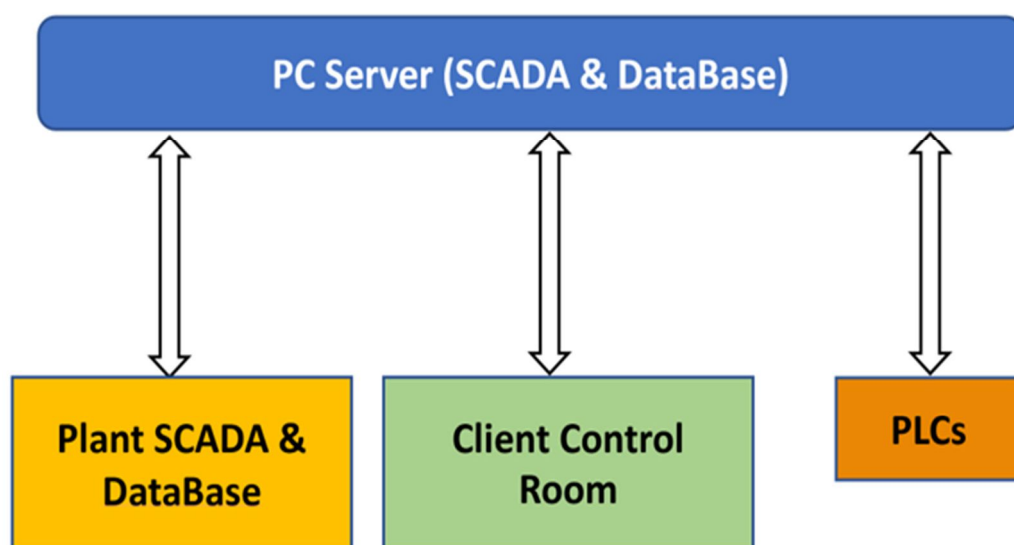 PC Server (SCADA & DataBase)
Plant SCADA &
DataBase
Client Control
Room
PLCs